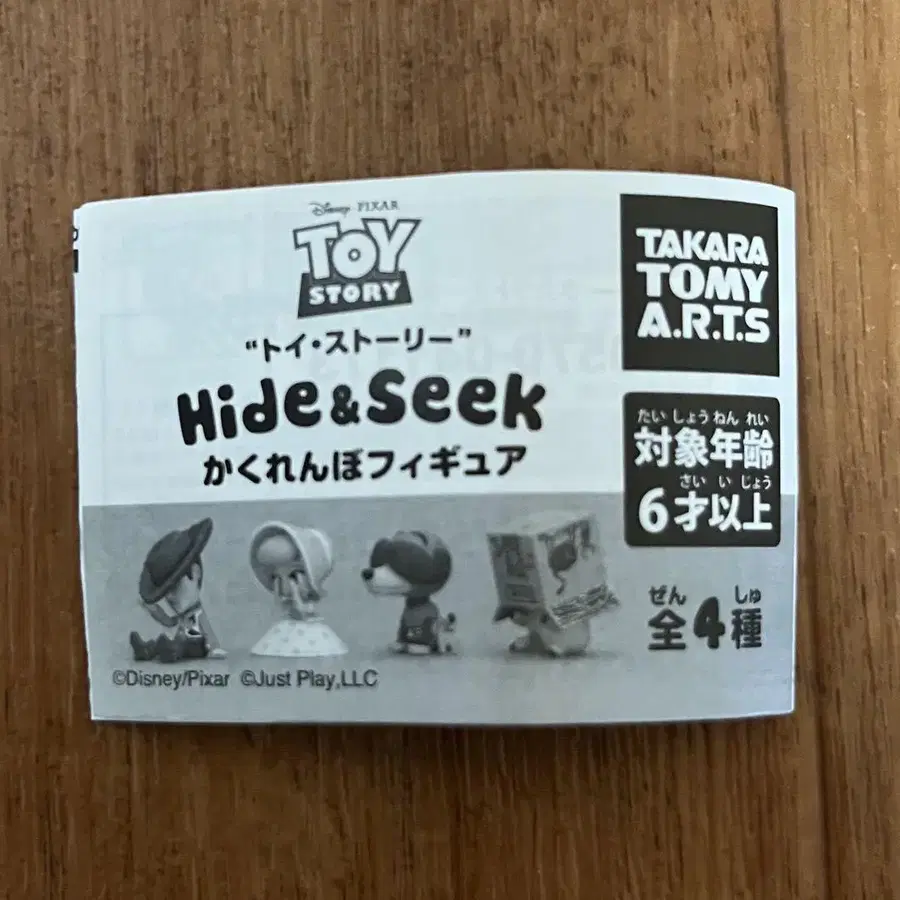 Disney PIXAR
TOY
STORY
“トイ・ストーリー”
Hide&Seek
かくれんぼフィギュア
TAKARA
TOMY
A.R.T.S
たいしょうねんれい
対象年齢
さいいじょう
6才以上
ぜん しゅ
全4種
©Disney/Pixar ©Just Play,LLC